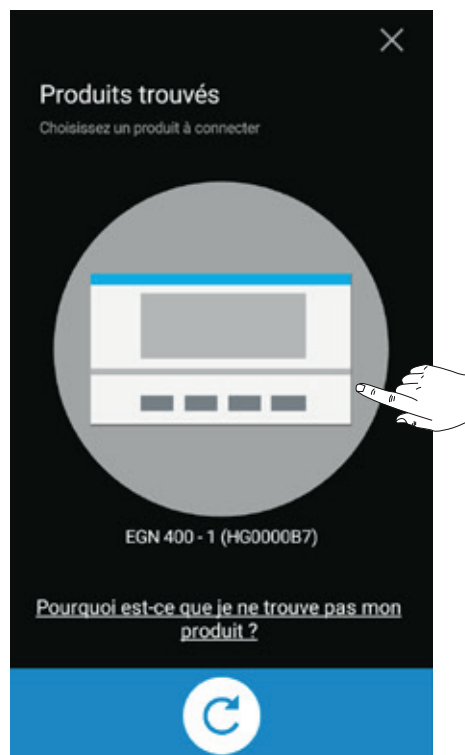 Produits trouvés
Choisissez un produit à connecter
EGN 400 - 1 (HG0000B7)
Pourquoi est-ce que je ne trouve pas mon
produit ?